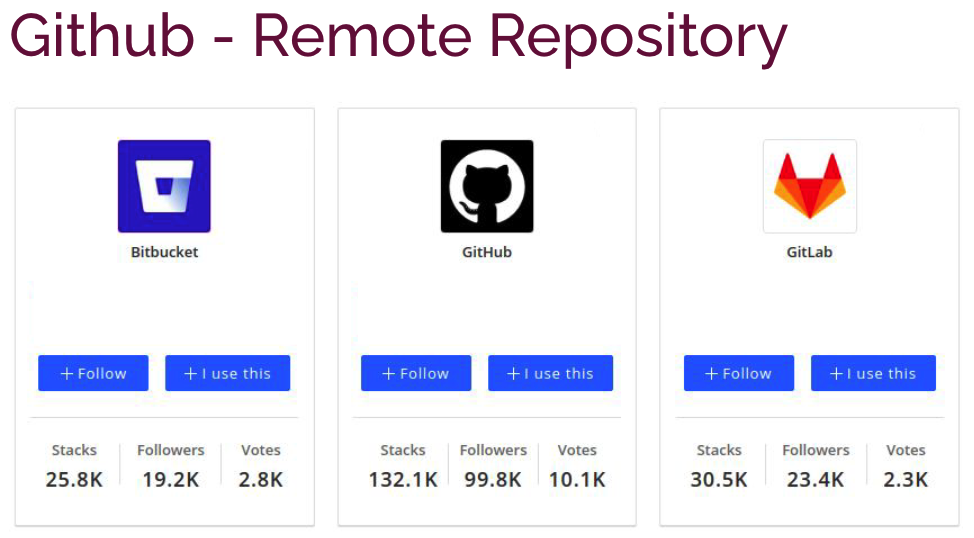 Github - Remote Repository
Bitbucket
+ Follow
+ I use this
Stacks Followers Votes
25.8K 19.2K 2.8K
GitHub
+ Follow
+ I use this
Stacks Followers Votes
132.1K 99.8K 10.1K
GitLab
+ Follow
+ I use this
Stacks Followers Votes
30.5K 23.4K 2.3K